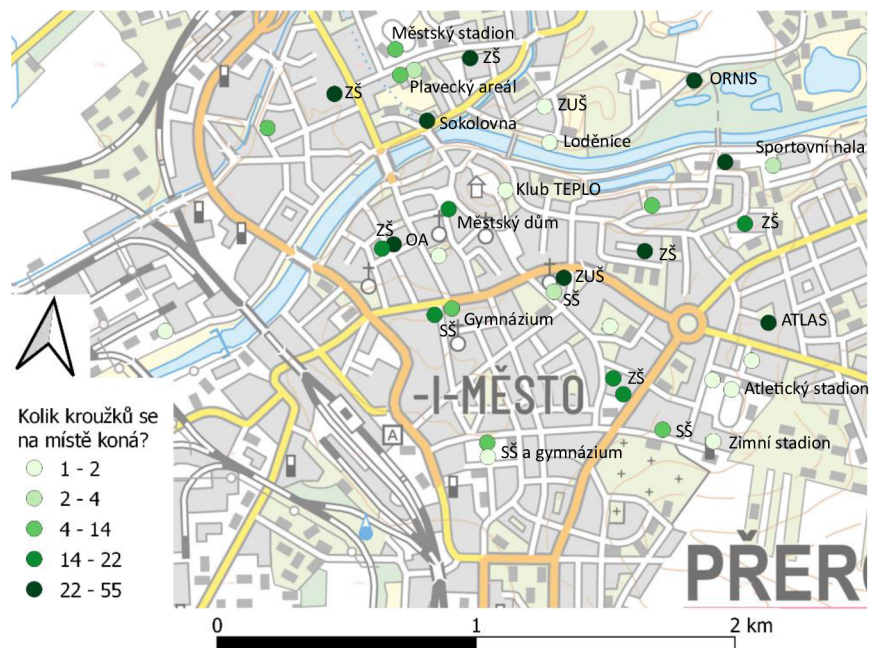 Městský stadion
ZŠ
Plavecký areál
ZŠ
ORNIS
ZUŠ
Sokolovna
Loděnice
Sportovní hala
Klub TEPLO
Městský dům
ZŠ
ZŠ
OA
ZŠ
ZUŠ
SŠ
Gymnázium
SŠ
ATLAS
ZŠ
-I-MĚSTO
Atletický stadion
SŠ
Zimní stadion
A
SŠ a gymnázium
Kolik kroužků se
na místě koná?
1 - 2
2 - 4
4 - 14
14 - 22
22 - 55
PŘERO
0 1 2 km